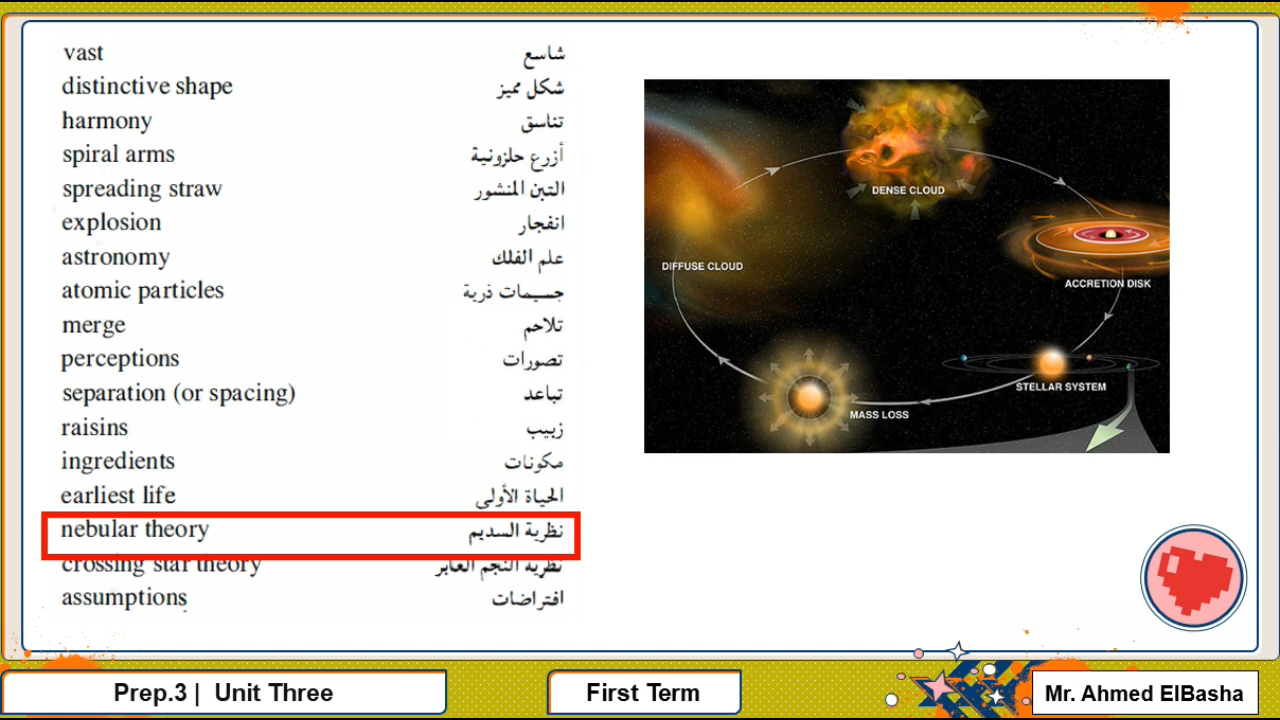 vast شاسع
distinctive shape شكل مميز
harmony تناسق
spiral arms أزرع حلزونية
spreading straw التبن المنشور
explosion انفجار
astronomy علم الفلك
atomic particles جسيمات ذرية
merge تلاحم
perceptions تصورات
separation (or spacing) تباعد
raisins زبيب
ingredients مكونات
earliest life الحياة الأولى
nebular theory نظرية السديم
crossing star theory نظرية النجم العابر
assumptions افتراضات
DENSE CLOUD
DIFFUSE CLOUD
ACCRETION DISK
STELLAR SYSTEM
MASS LOSS
Prep.3 | Unit Three
First Term
Mr. Ahmed ElBasha